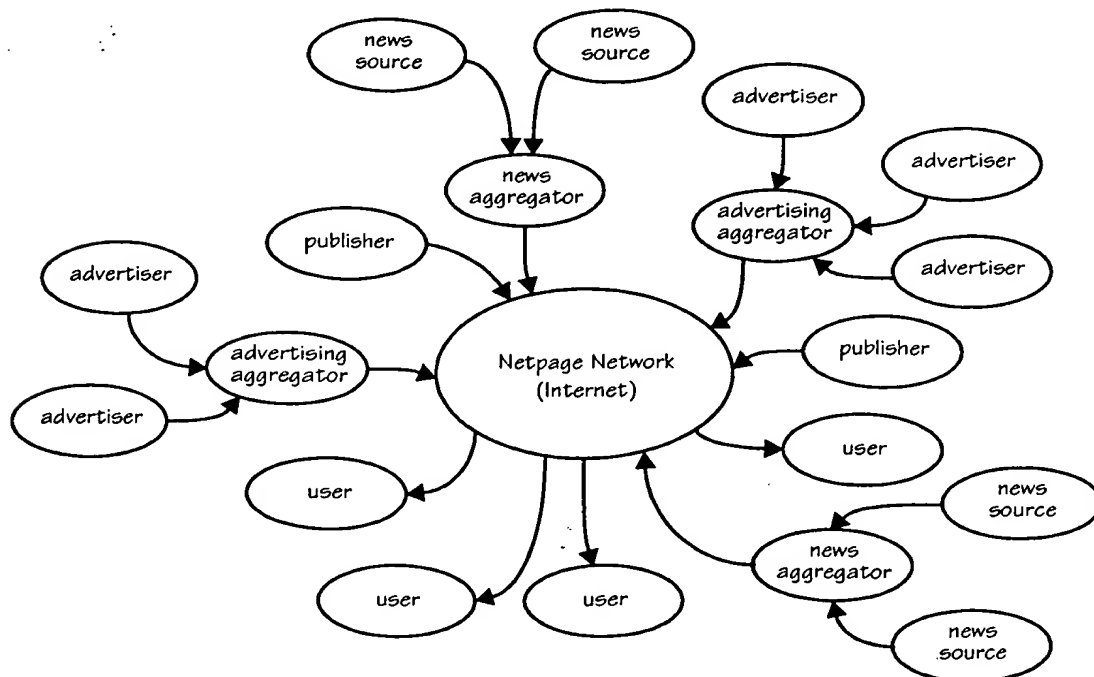 news
source
news
source
advertiser
advertiser
news
aggregator
advertising
aggregator
publisher
advertiser
advertiser
publisher
advertising
aggregator
Netpage Network
(Internet)
advertiser
user
user
news
source
news
aggregator
user
user
news
source